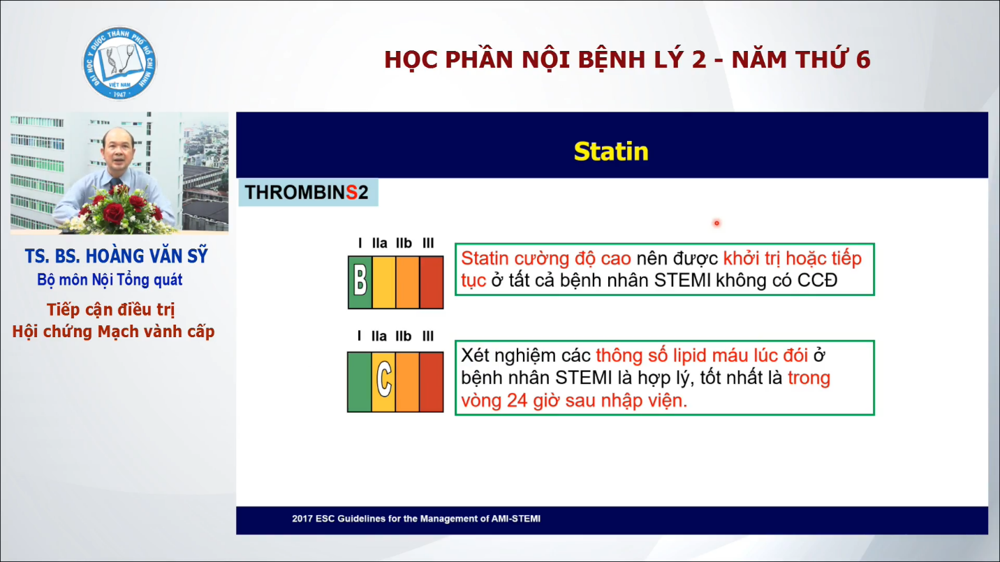 HỌC PHẦN NỘI BỆNH LÝ 2 - NĂM THỨ 6
ĐẠI HỌC Y DƯỢC THÀNH PHỐ HỒ CHÍ MINH
VIỆT NAM
· 1947 ·
TS. BS. HOÀNG VĂN SỸ
Bộ môn Nội Tổng quát
Tiếp cận điều trị
Hội chứng Mạch vành cấp
Statin
THROMBINS2
I IIa IIb III
B
Statin cường độ cao nên được khởi trị hoặc tiếp
tục ở tất cả bệnh nhân STEMI không có CCĐ
I IIa IIb III
C
Xét nghiệm các thông số lipid máu lúc đói ở
bệnh nhân STEMI là hợp lý, tốt nhất là trong
vòng 24 giờ sau nhập viện.
2017 ESC Guidelines for the Management of AMI-STEMI